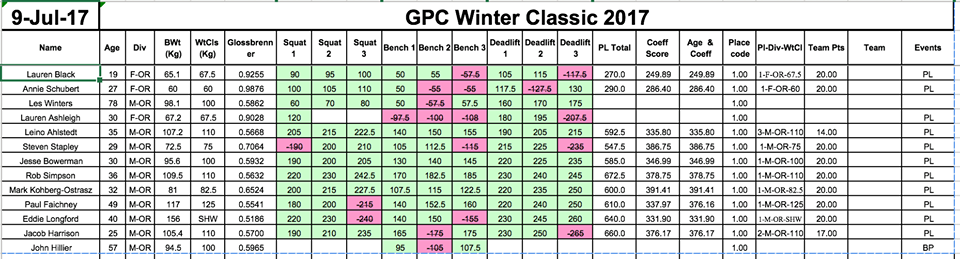 9-Jul-17 GPC Winter Classic 2017
Name Age Div BWt (Kg) WtCls (Kg) Glossbrenner Squat 1 Squat 2 Squat 3 Bench 1 Bench 2 Bench 3 Deadlift 1 Deadlift 2 Deadlift 3 PL Total Coeff Score Age & Coeff Place code Pl-Div-WtCl Team Pts Team Events
Lauren Black 19 F-OR 65.1 67.5 0.9255 90 95 100 50 55 -57.5 105 115 -117.5 270.0 249.89 249.89 1.00 1-F-OR-67.5 20.00 PL
Annie Schubert 27 F-OR 60 60 0.9876 100 105 110 50 -55 -55 117.5 -127.5 130 290.0 286.40 286.40 1.00 1-F-OR-60 20.00 PL
Les Winters 78 M-OR 98.1 100 0.5862 60 70 80 50 -57.5 57.5 160 170 175 1.00
Lauren Ashleigh 30 F-OR 67.2 67.5 0.9028 120 -97.5 -100 -108 180 195 -207.5 1.00 PL
Leino Ahlstedt 35 M-OR 107.2 110 0.5668 205 215 222.5 140 150 155 190 205 215 592.5 335.80 335.80 1.00 3-M-OR-110 14.00 PL
Steven Stapley 29 M-OR 72.5 75 0.7064 -190 200 210 105 112.5 -115 215 225 -235 547.5 386.75 386.75 1.00 1-M-OR-75 20.00 PL
Jesse Bowerman 30 M-OR 95.6 100 0.5932 190 200 205 130 140 145 220 225 235 585.0 346.99 346.99 1.00 1-M-OR-100 20.00 PL
Rob Simpson 36 M-OR 109.5 110 0.5632 220 230 242.5 170 182.5 185 230 240 245 672.5 378.75 378.75 1.00 1-M-OR-110 20.00 PL
Mark Kohberg-Ostrasz 32 M-OR 81 82.5 0.6524 200 215 227.5 107.5 115 122.5 220 235 250 600.0 391.41 391.41 1.00 1-M-OR-82.5 20.00 PL
Paul Faichney 49 M-OR 117 125 0.5541 180 200 -215 140 152.5 160 220 240 250 610.0 337.97 376.16 1.00 1-M-OR-125 20.00 PL
Eddie Longford 40 M-OR 156 SHW 0.5186 220 230 -240 140 150 -155 230 245 260 640.0 331.90 331.90 1.00 1-M-OR-SHW 20.00 PL
Jacob Harrison 25 M-OR 105.4 110 0.5700 190 210 235 165 -175 175 230 250 -265 660.0 376.17 376.17 1.00 2-M-OR-110 17.00 PL
John Hillier 57 M-OR 94.5 100 0.5965 95 -105 107.5 1.00 BP